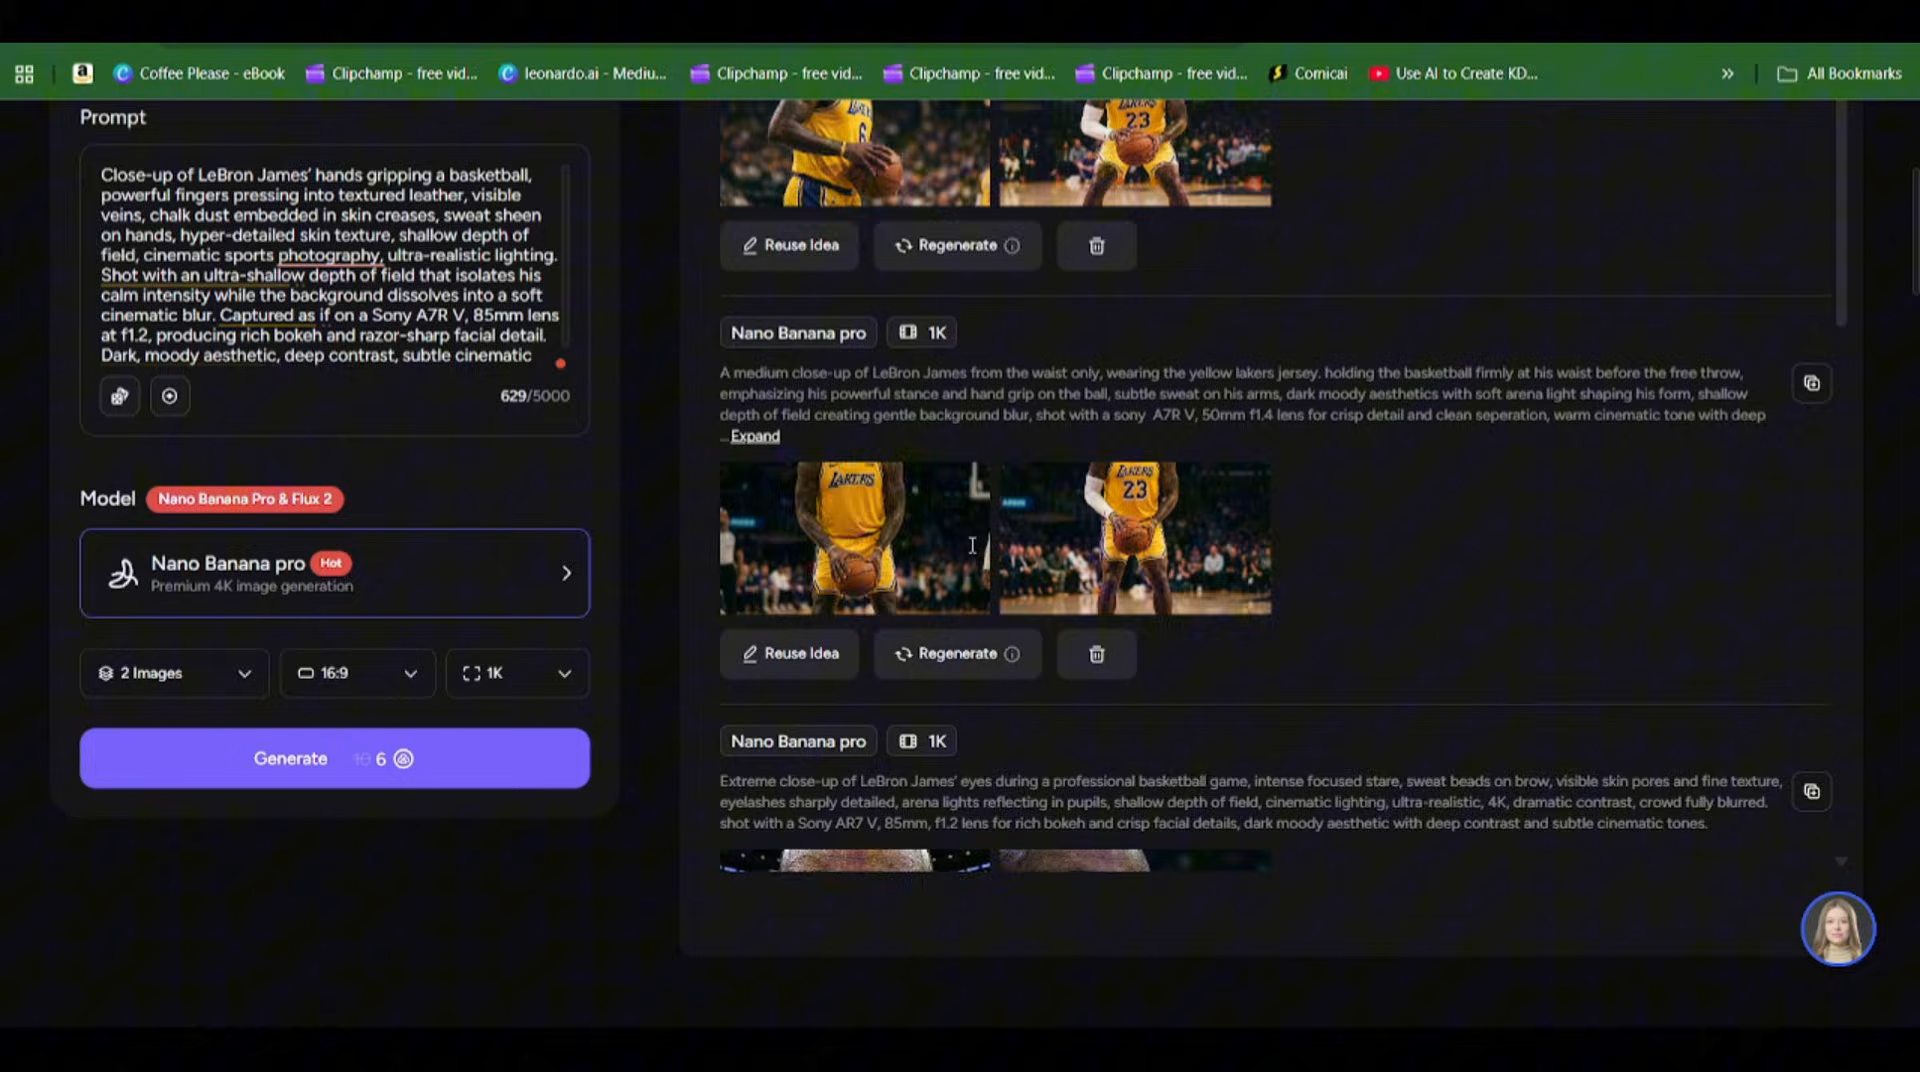 Coffee Please - eBook
Clipchamp - free vid...
leonardo.ai - Mediu...
Clipchamp - free vid...
Clipchamp - free vid...
Clipchamp - free vid...
Comicai
Use AI to Create KD...
»
All Bookmarks
Prompt
Close-up of LeBron James' hands gripping a basketball,
powerful fingers pressing into textured leather, visible
veins, chalk dust embedded in skin creases, sweat sheen
on hands, hyper-detailed skin texture, shallow depth of
field, cinematic sports photography, ultra-realistic lighting.
Shot with an ultra-shallow depth of field that isolates his
calm intensity while the background dissolves into a soft
cinematic blur. Captured as if on a Sony A7R V, 85mm lens
at f1.2, producing rich bokeh and razor-sharp facial detail.
Dark, moody aesthetic, deep contrast, subtle cinematic
629/5000
Model
Nano Banana Pro & Flux 2
Nano Banana pro
Hot
Premium 4K image generation
2 Images
16:9
1K
Generate 10 6
LAKERS
6
LAKERS
23
Reuse Idea
Regenerate
Nano Banana pro
1K
A medium close-up of LeBron James from the waist only, wearing the yellow lakers jersey. holding the basketball firmly at his waist before the free throw,
emphasizing his powerful stance and hand grip on the ball, subtle sweat on his arms, dark moody aesthetics with soft arena light shaping his form, shallow
depth of field creating gentle background blur, shot with a sony A7R V, 50mm f1.4 lens for crisp detail and clean seperation, warm cinematic tone with deep
... Expand
LAKERS
LAKERS
23
Reuse Idea
Regenerate
Nano Banana pro
1K
Extreme close-up of LeBron James' eyes during a professional basketball game, intense focused stare, sweat beads on brow, visible skin pores and fine texture,
eyelashes sharply detailed, arena lights reflecting in pupils, shallow depth of field, cinematic lighting, ultra-realistic, 4K, dramatic contrast, crowd fully blurred.
shot with a Sony AR7 V, 85mm, f1.2 lens for rich bokeh and crisp facial details, dark moody aesthetic with deep contrast and subtle cinematic tones.